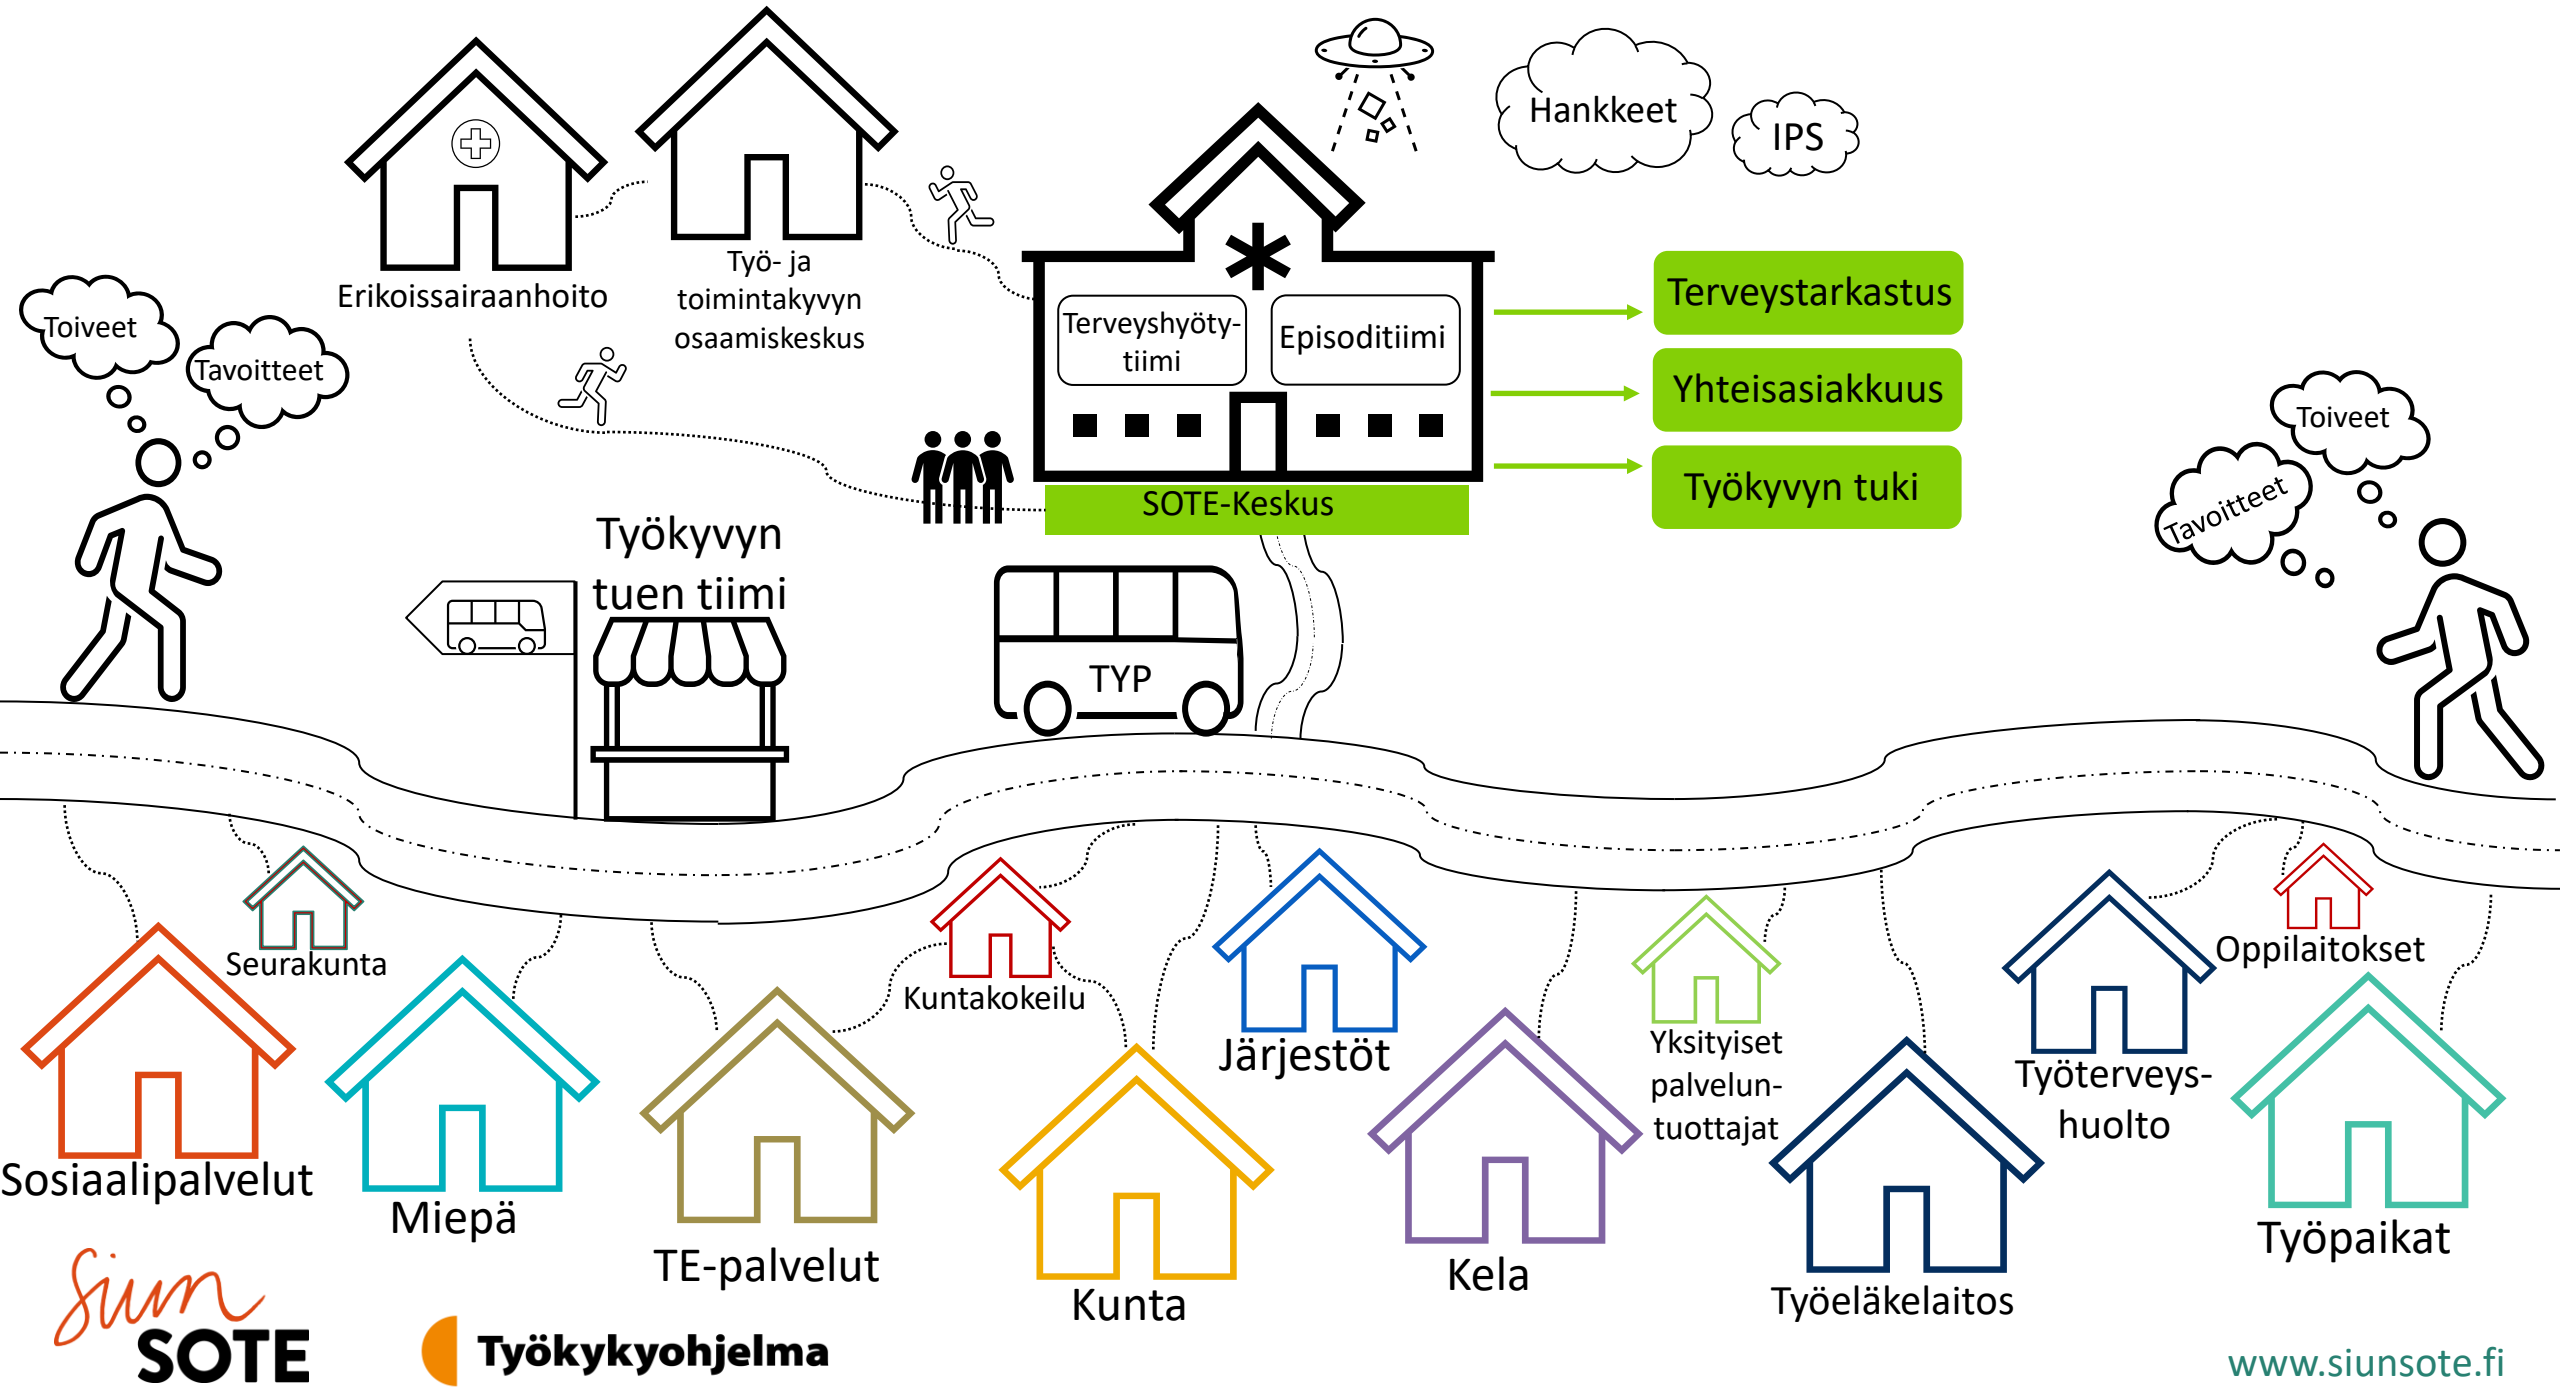 Hankkeet
IPS
Erikoissairaanhoito
Työ- ja
toimintakyvyn
osaamiskeskus
Toiveet
Tavoitteet
Terveyshyöty-
tiimi
Episoditiimi
SOTE-Keskus
Terveystarkastus
Yhteisasiakkuus
Työkyvyn tuki
Toiveet
Tavoitteet
Työkyvyn
tuen tiimi
TYP
Seurakunta
Sosiaalipalvelut
Miepä
TE-palvelut
Kuntakokeilu
Kunta
Järjestöt
Kela
Yksityiset
palvelun-
tuottajat
Työeläkelaitos
Työterveys-
huolto
Oppilaitokset
Työpaikat
Siun
SOTE
Työkykyohjelma
www.siunsote.fi